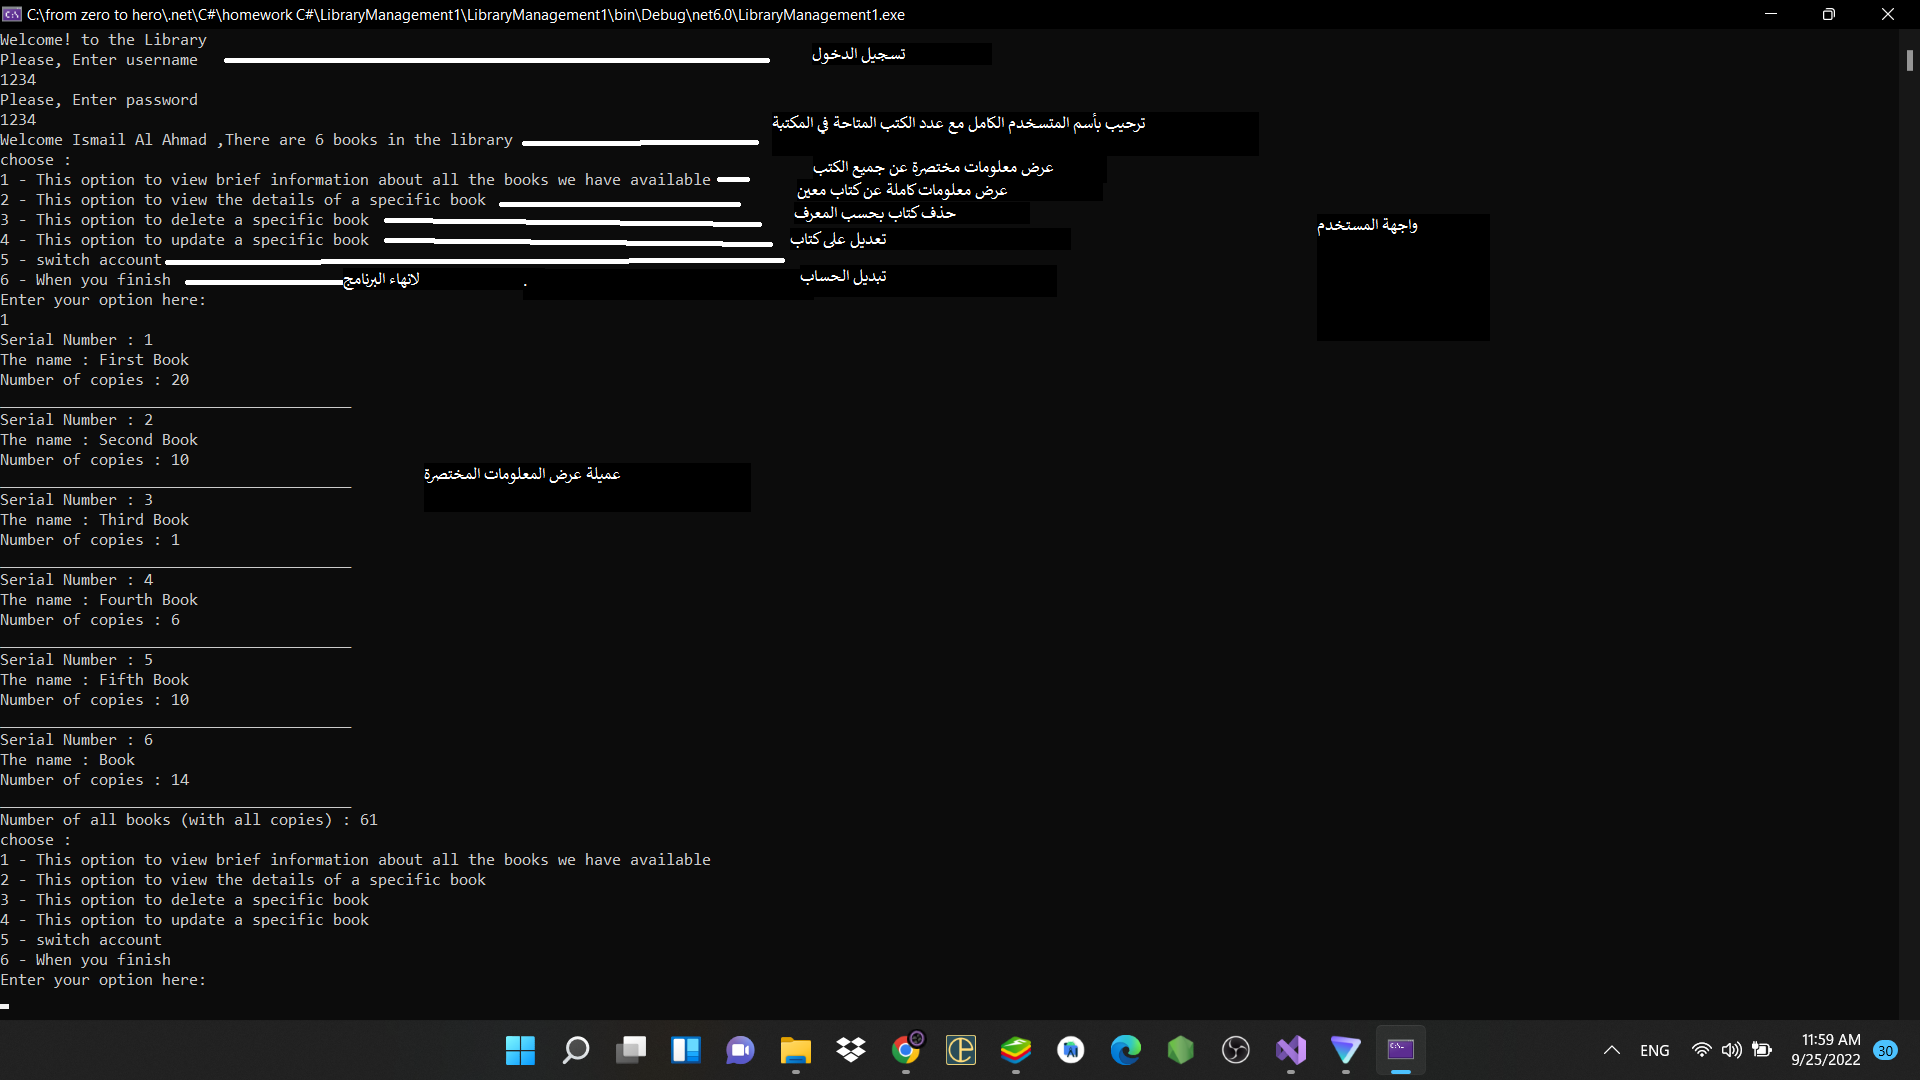 C:\from zero to hero\.net\C#\homework C#\LibraryManagement1\LibraryManagement1\bin\Debug\net6.0\LibraryManagement1.exe
Welcome! to the Library
Please, Enter username تسجيل الدخول
1234
Please, Enter password
1234
Welcome Ismail Al Ahmad ,There are 6 books in the library ترحيب بأسم المتسخدم الكامل مع عدد الكتب المتاحة في المكتبة
choose :
1 - This option to view brief information about all the books we have available عرض معلومات مختصرة عن جميع الكتب
2 - This option to view the details of a specific book عرض معلومات كاملة عن كتاب معين
3 - This option to delete a specific book حذف كتاب بحسب المعرف
واجهة المستخدم
4 - This option to update a specific book تعديل على كتاب
5 - switch account تبديل الحساب
6 - When you finish لانهاء البرنامج .
Enter your option here:
1
Serial Number : 1
The name : First Book
Number of copies : 20
_______________________________________
Serial Number : 2
The name : Second Book
Number of copies : 10
عميلة عرض المعلومات المختصرة
_______________________________________
Serial Number : 3
The name : Third Book
Number of copies : 1
_______________________________________
Serial Number : 4
The name : Fourth Book
Number of copies : 6
_______________________________________
Serial Number : 5
The name : Fifth Book
Number of copies : 10
_______________________________________
Serial Number : 6
The name : Book
Number of copies : 14
_______________________________________
Number of all books (with all copies) : 61
choose :
1 - This option to view brief information about all the books we have available
2 - This option to view the details of a specific book
3 - This option to delete a specific book
4 - This option to update a specific book
5 - switch account
6 - When you finish
Enter your option here:
ENG
11:59 AM
9/25/2022
30